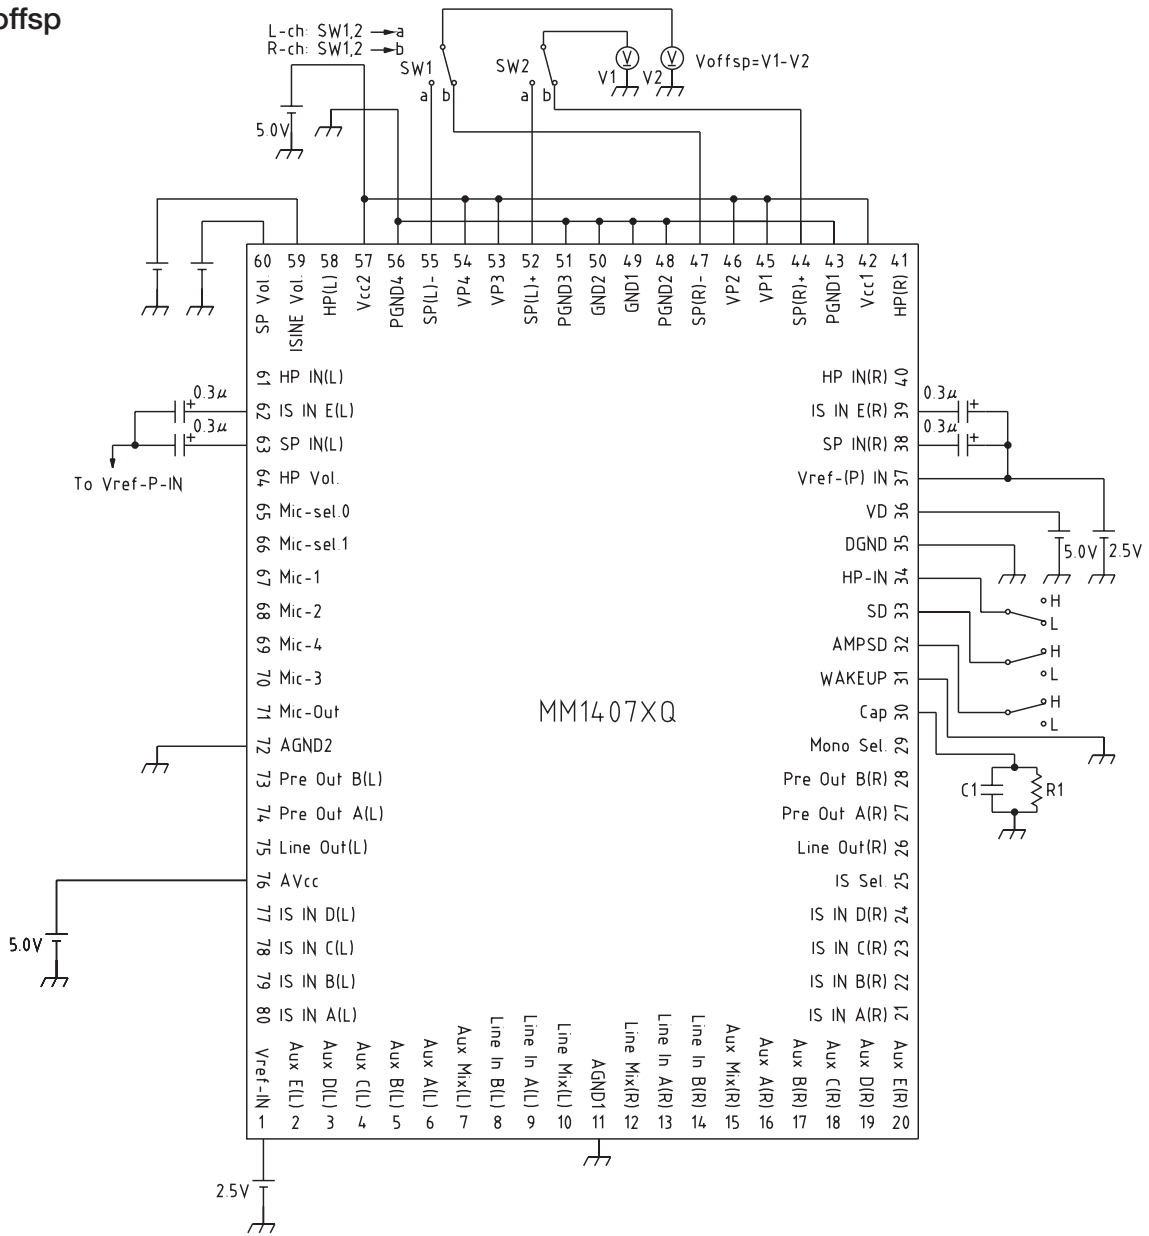 offsp
L-ch: SW1,2 →a
R-ch: SW1,2 →b
SW1
a b
SW2
a b
V
V1
V
V2
Voffsp=V1-V2
5.0V
60 SP Vol.
59 ISINE Vol.
58 HP(L)
57 Vcc2
56 PGND4
55 SP(L)-
54 VP4
53 VP3
52 SP(L)+
51 PGND3
50 GND2
49 GND1
48 PGND2
47 SP(R)-
46 VP2
45 VP1
44 SP(R)+
43 PGND1
42 Vcc1
41 HP(R)
61 HP IN(L)
62 IS IN E(L)
63 SP IN(L)
64 HP Vol.
65 Mic-sel.0
66 Mic-sel.1
67 Mic-1
68 Mic-2
69 Mic-4
70 Mic-3
71 Mic-Out
72 AGND2
73 Pre Out B(L)
74 Pre Out A(L)
75 Line Out(L)
76 AVcc
77 IS IN D(L)
78 IS IN C(L)
79 IS IN B(L)
80 IS IN A(L)
0.3μ
+
0.3μ
+
To Vref-P-IN
5.0V
MM1407XQ
HP IN(R) 40
IS IN E(R) 39
SP IN(R) 38
Vref-(P) IN 37
VD 36
DGND 35
HP-IN 34
SD 33
AMPSD 32
WAKEUP 31
Cap 30
Mono Sel. 29
Pre Out B(R) 28
Pre Out A(R) 27
Line Out(R) 26
IS Sel. 25
IS IN D(R) 24
IS IN C(R) 23
IS IN B(R) 22
IS IN A(R) 21
0.3μ
+
0.3μ
+
5.0V 2.5V
H
L
H
L
H
L
C1 R1
Vref-IN 1
Aux E(L) 2
Aux D(L) 3
Aux C(L) 4
Aux B(L) 5
Aux A(L) 6
Aux Mix(L) 7
Line In B(L) 8
Line In A(L) 9
Line Mix(L) 10
AGND1 11
Line Mix(R) 12
Line In A(R) 13
Line In B(R) 14
Aux Mix(R) 15
Aux A(R) 16
Aux B(R) 17
Aux C(R) 18
Aux D(R) 19
Aux E(R) 20
2.5V